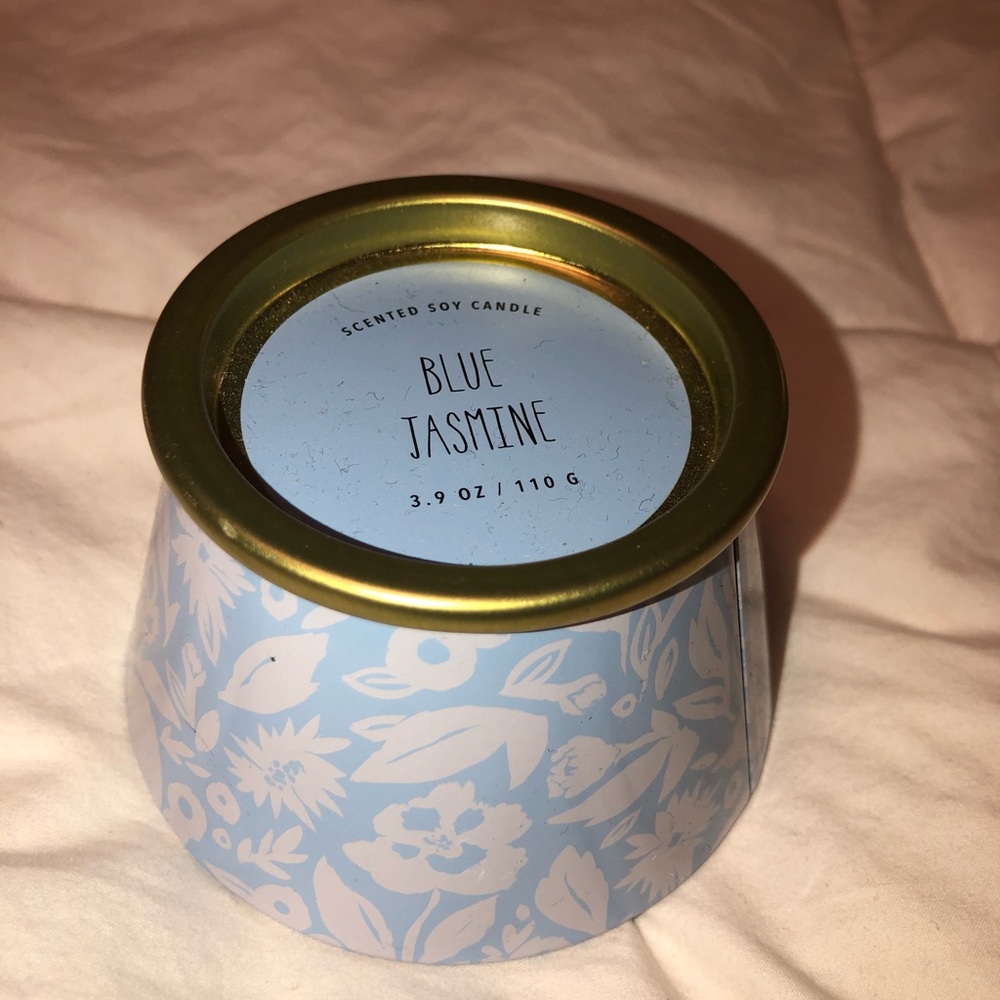 SCENTED SOY CANDLE
BLUE
JASMINE
3.9 OZ / 110 G